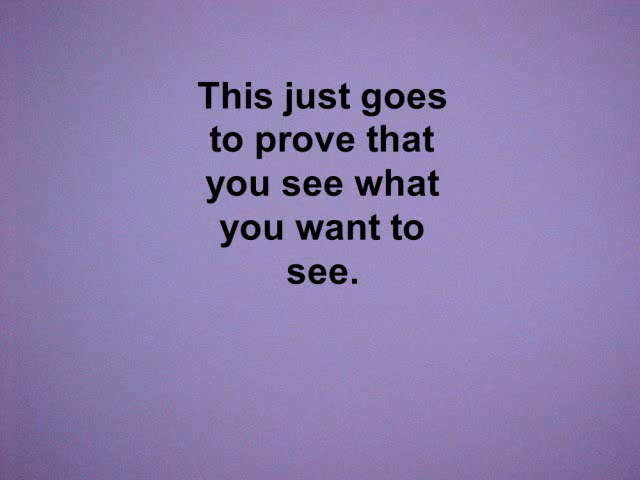 This just goes
to prove that
you see what
you want to
see.